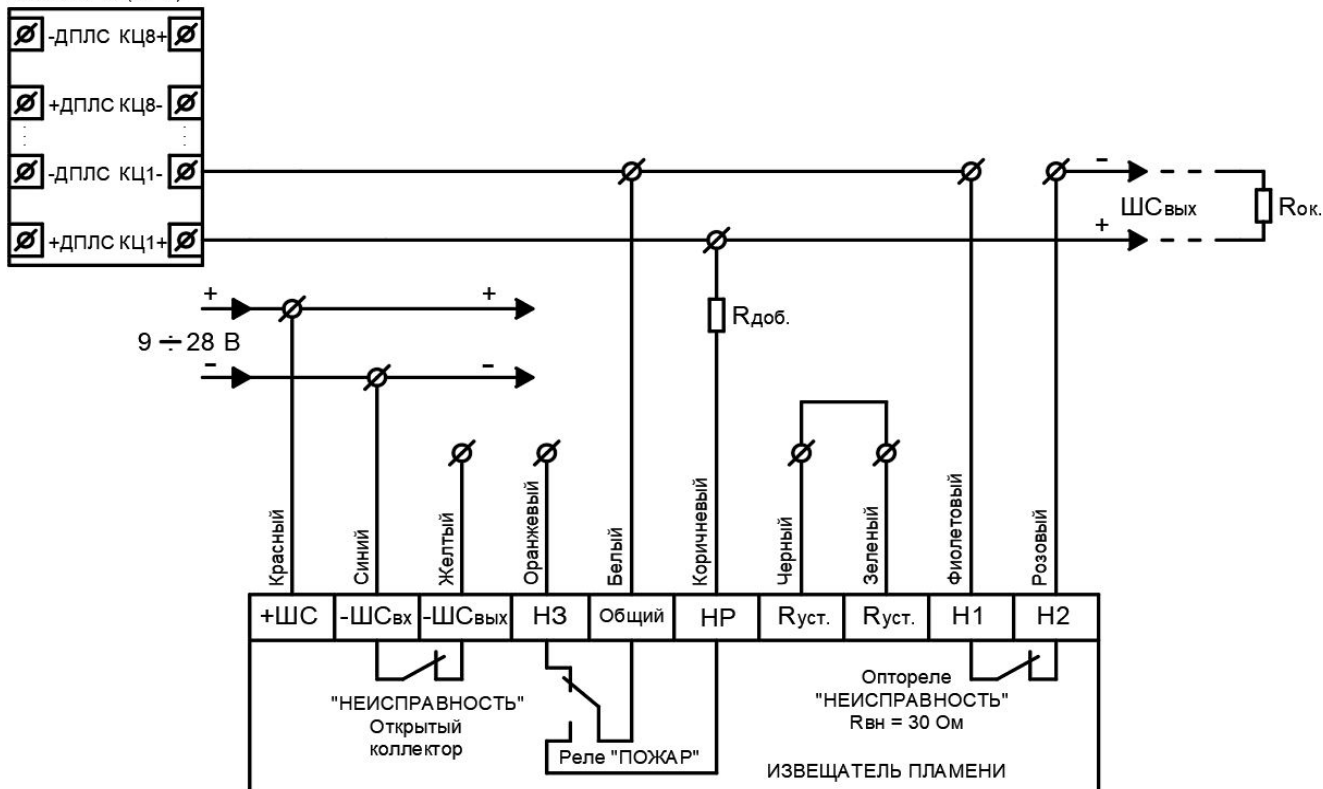 -ДПЛС КЦ8+
+ДПЛС КЦ8-
-ДПЛС КЦ1-
+ДПЛС КЦ1+
-
ШСвых
+
Rок.
+
+
9 ÷ 28 В
-
-
Rдоб.
Красный
Синий
Желтый
Оранжевый
Белый
Коричневый
Черный
Зеленый
Фиолетовый
Розовый
+ШС
-ШСвх
-ШСвых
НЗ
Общий
НР
Rуст.
Rуст.
Н1
Н2
"НЕИСПРАВНОСТЬ"
Открытый
коллектор
Реле "ПОЖАР"
Оптореле
"НЕИСПРАВНОСТЬ"
Rвн = 30 Ом
ИЗВЕЩАТЕЛЬ ПЛАМЕНИ